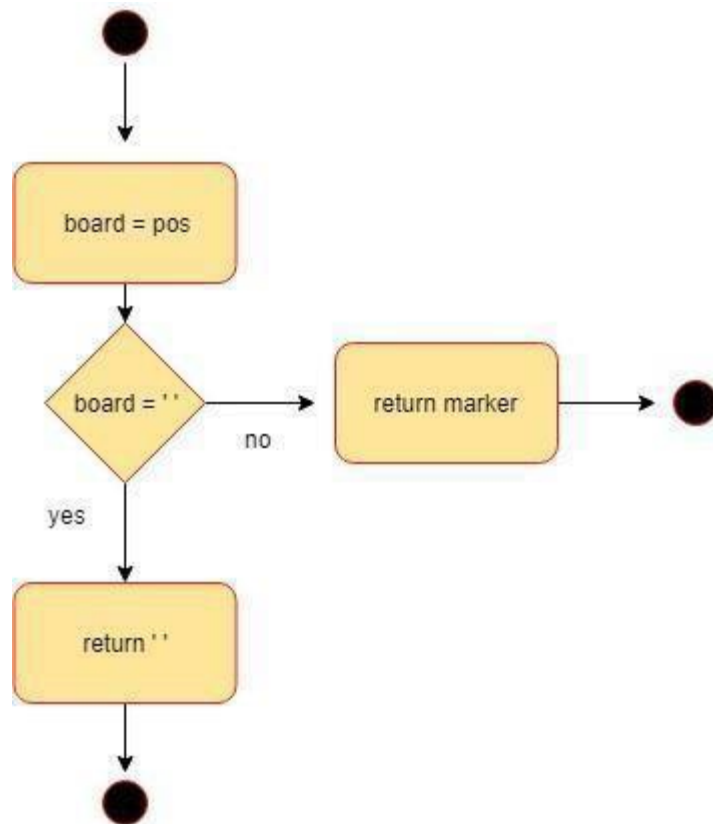 board = pos
board = ' '
no
return marker
yes
return ' '